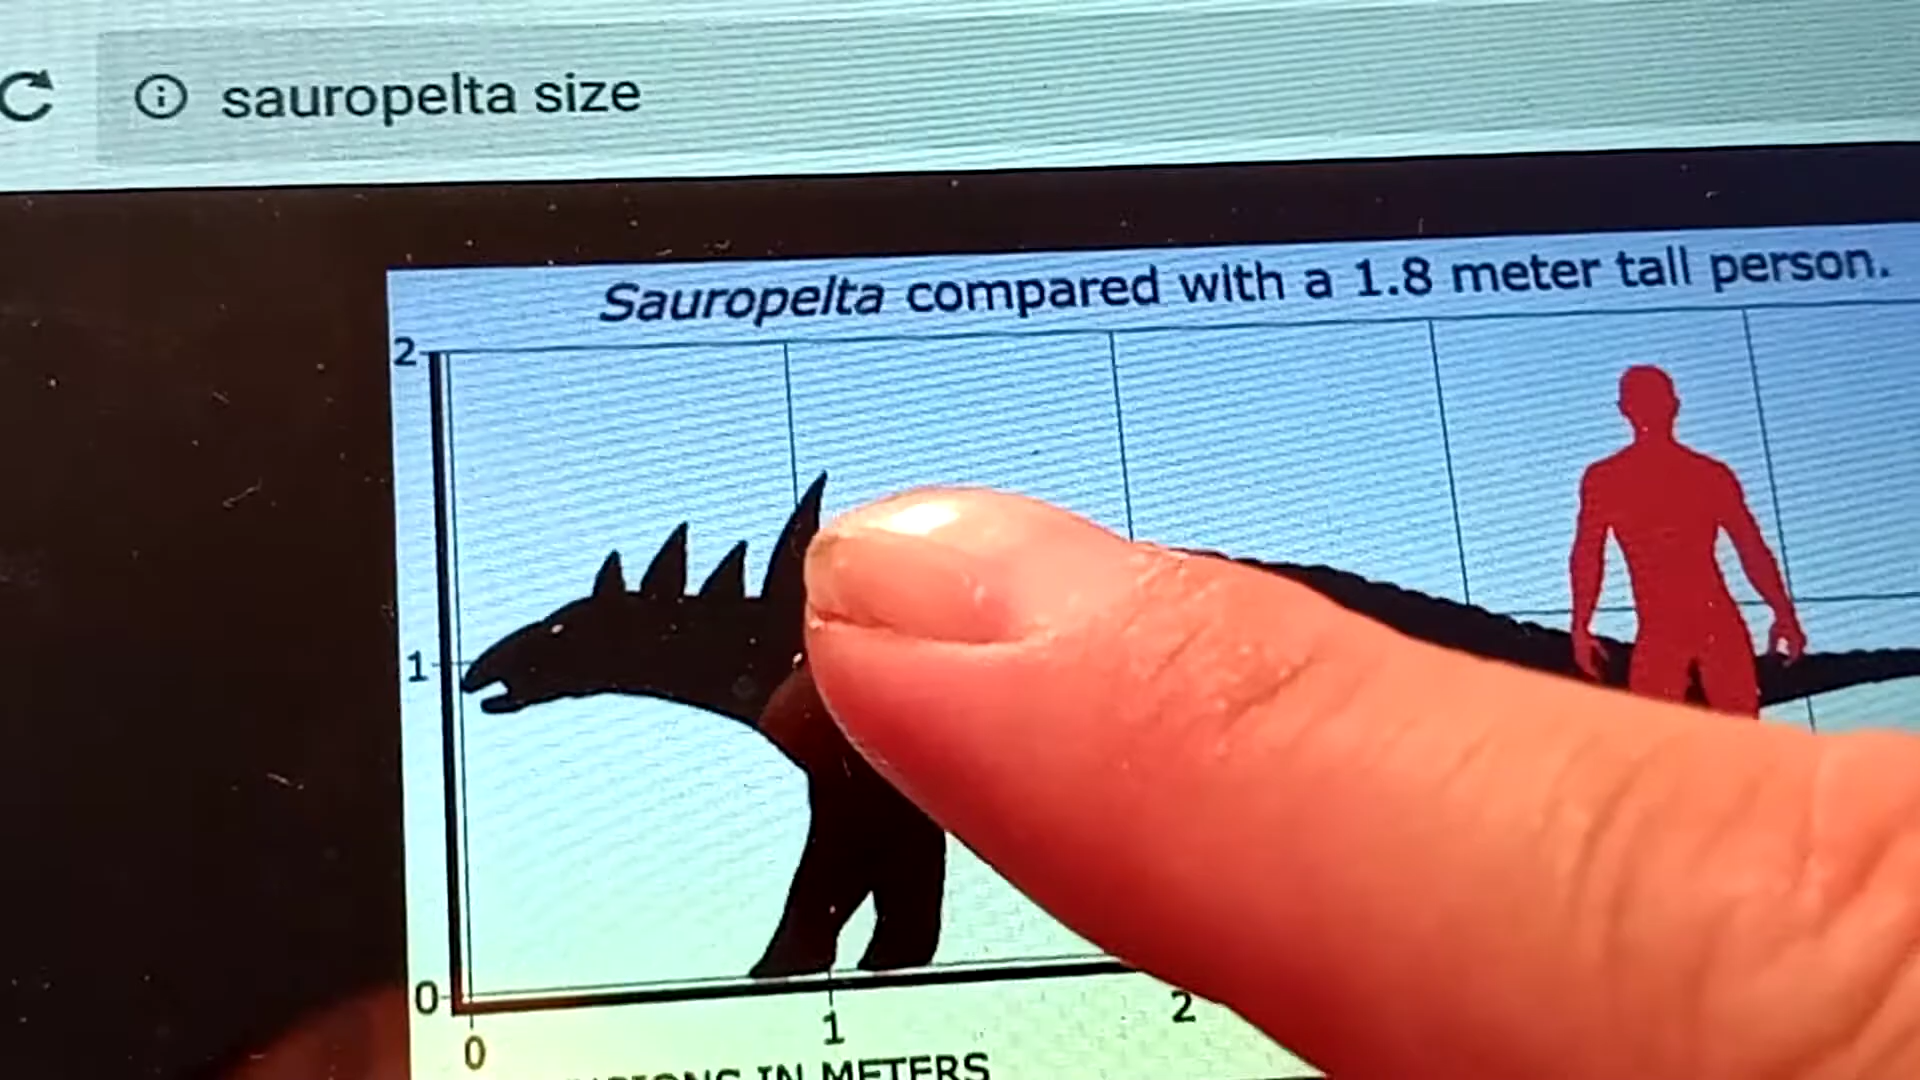 sauropelta size
Sauropelta compared with a 1.8 meter tall person.
2
1
0
0
1
2
IN METERS